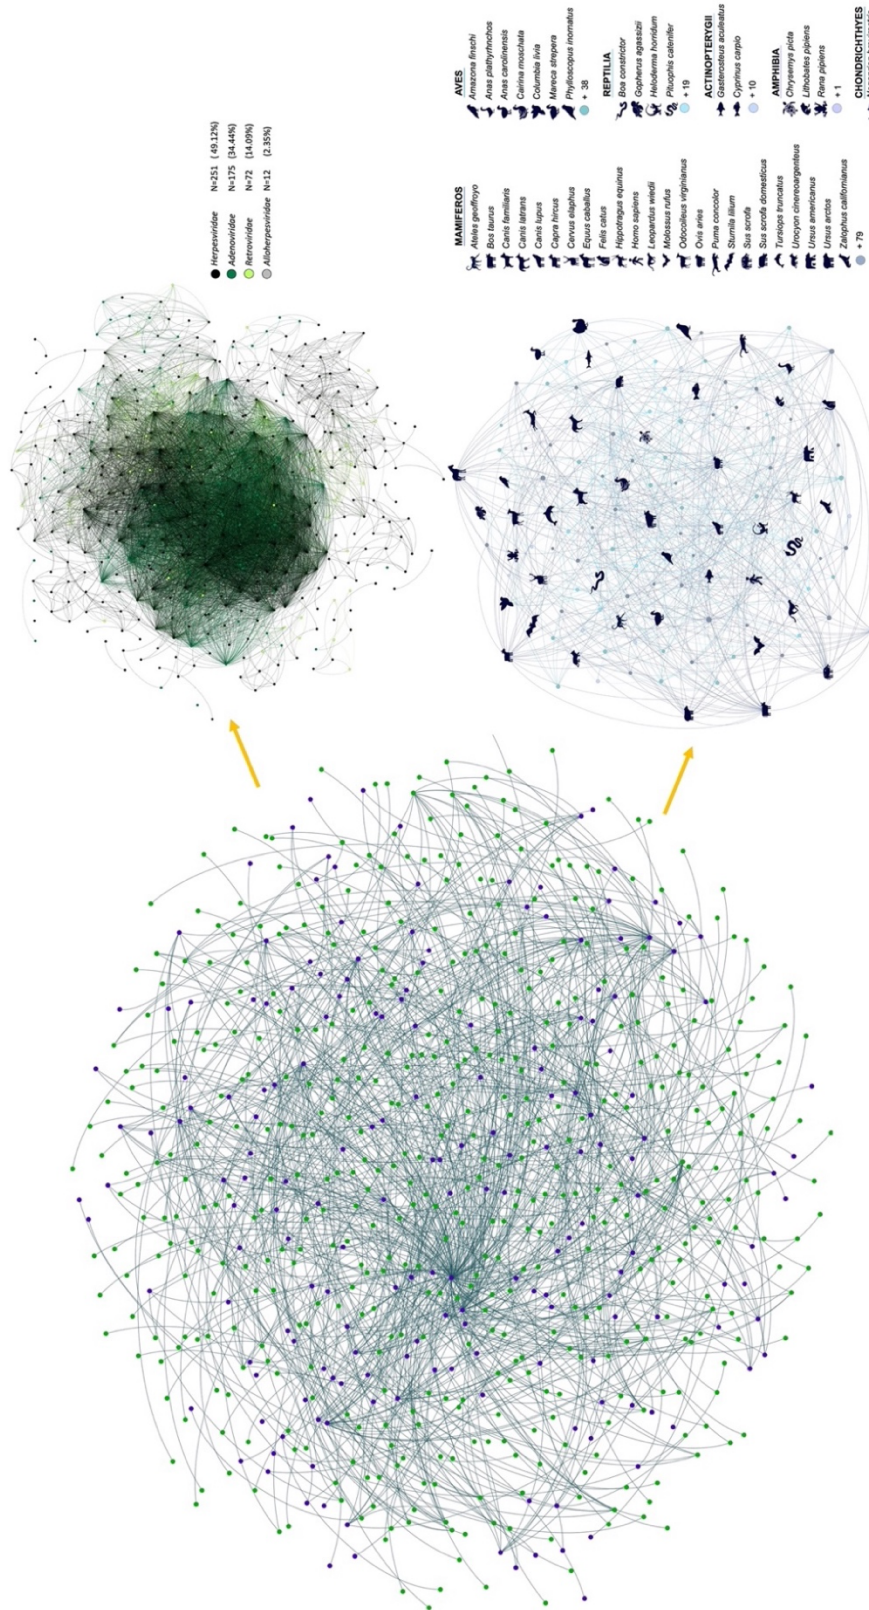 Herpesviridae N=251 ( 49.12%)
Adenoviridae N=175 (34.44%)
Retroviridae N=72 (14.09%)
Alloherpesviridae N=12 (2.35%)
MAMIFEROS
Ateles geoffroyo
Bos taurus
Canis familiaris
Canis latrans
Canis lupus
Capra hircus
Cervus elaphus
Equus caballus
Felis catus
Hippotragus equinus
Homo sapiens
Leopardus wiedii
Molossus rufus
Odocoileus virginianus
Ovis aries
Puma concolor
Sturnila lilium
Sus scrofa
Sus scrofa domesticus
Tursiops truncatus
Urocyon cinereoargenteus
Ursus americanus
Ursus arctos
Zalophus californianus
+ 79
AVES
Amazona finschi
Anas plathyrhnchos
Anas carolinensis
Cairina moschata
Columbia livia
Mareca strepera
Phylloscopus inornatus
+ 38
REPTILIA
Boa constrictor
Gopherus agassizii
Heloderma horridum
Pituophis catenifer
+ 19
ACTINOPTERYGII
Gasterosteus aculeatus
Cyprinus carpio
+ 10
AMPHIBIA
Chrysemya picta
Lithobates pipiens
Rana pipiens
+ 1
CHONDRICHTHYES